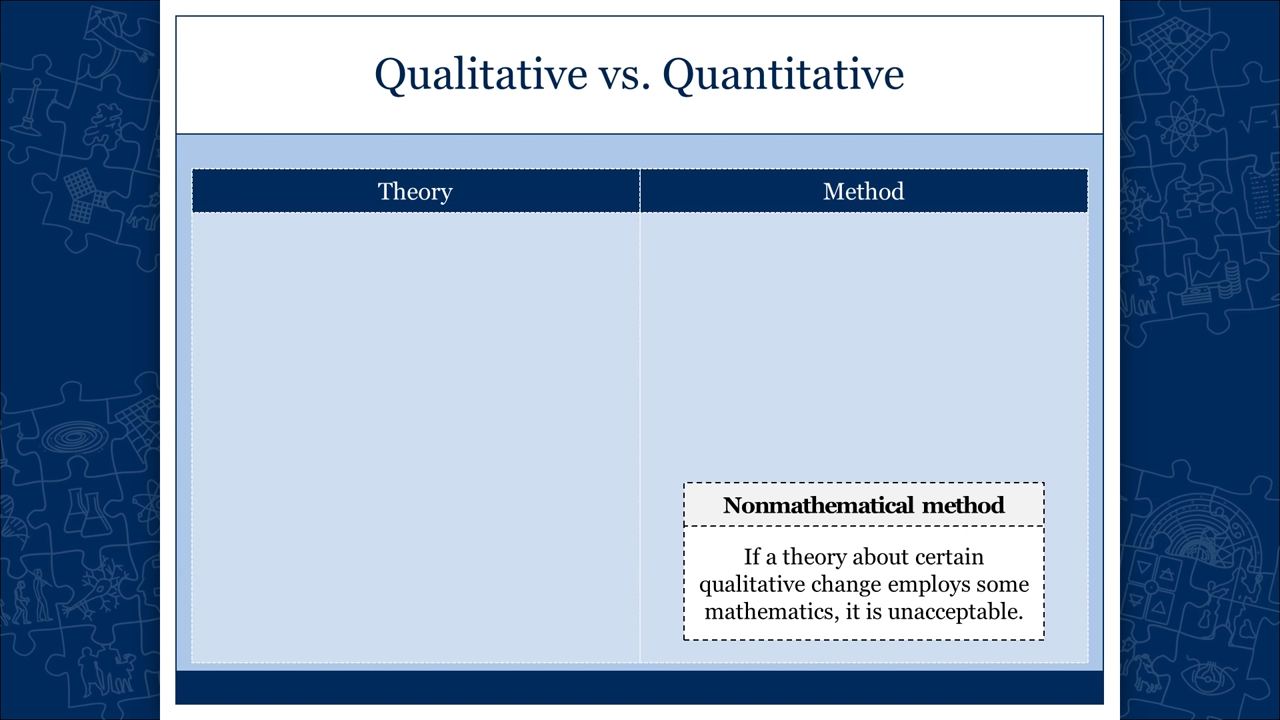 Qualitative vs. Quantitative
Theory
Method
Nonmathematical method
If a theory about certain
qualitative change employs some
mathematics, it is unacceptable.